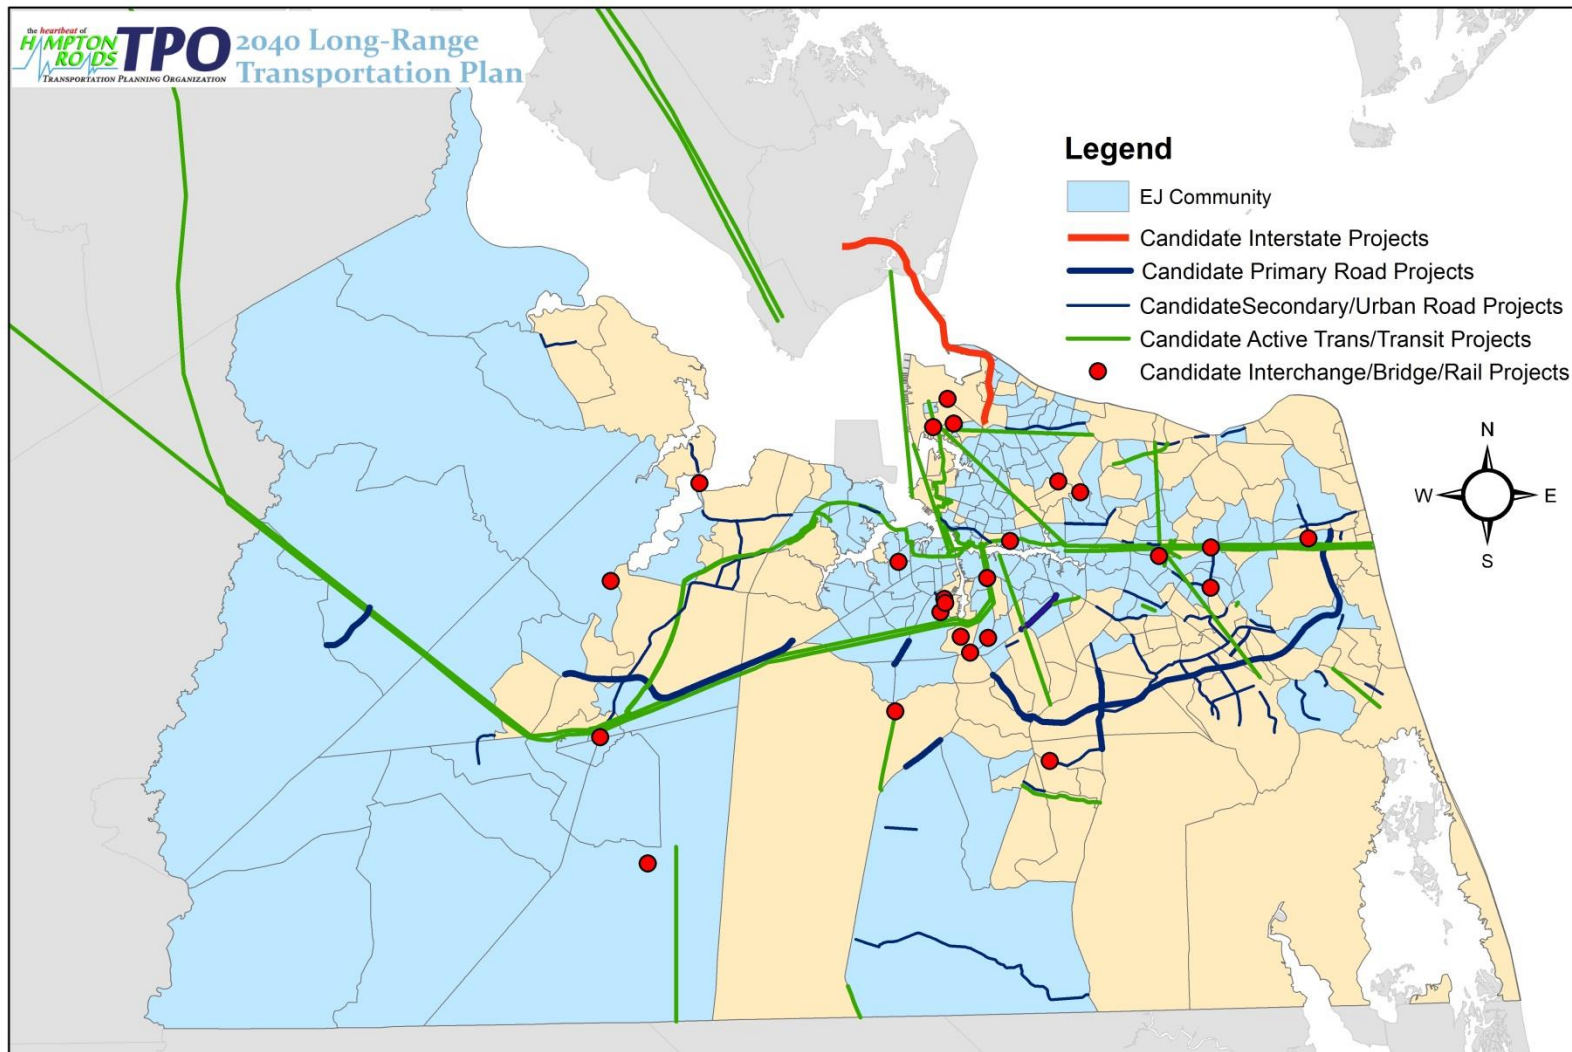 the heartbeat of
HAMPTON
ROADS
TPO
TRANSPORTATION PLANNING ORGANIZATION
2040 Long-Range
Transportation Plan
Legend
EJ Community
Candidate Interstate Projects
Candidate Primary Road Projects
CandidateSecondary/Urban Road Projects
Candidate Active Trans/Transit Projects
Candidate Interchange/Bridge/Rail Projects
N
W E
S